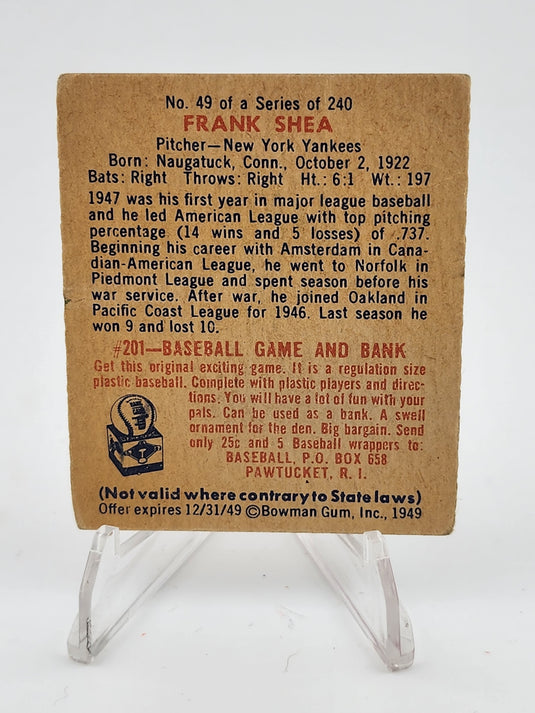 No. 49 of a Series of 240
FRANK SHEA
Pitcher—New York Yankees
Born: Naugatuck, Conn., October 2, 1922
Bats: Right Throws: Right Ht.: 6:1 Wt.: 197
1947 was his first year in major league baseball
and he led American League with top pitching
percentage (14 wins and 5 losses) of .737.
Beginning his career with Amsterdam in Cana-
dian-American League, he went to Norfolk in
Piedmont League and spent season before his
war service. After war, he joined Oakland in
Pacific Coast League for 1946. Last season he
won 9 and lost 10.
#201—BASEBALL GAME AND BANK
Get this original exciting game. It is a regulation size
plastic baseball. Complete with plastic players and direc-
tions. You will have a lot of fun with your
pals. Can be used as a bank. A swell
ornament for the den. Big bargain. Send
only 25c and 5 Baseball wrappers to:
BASEBALL, P.O. BOX 658
PAWTUCKET, R. I.
(Not valid where contrary to State laws)
Offer expires 12/31/49 ©Bowman Gum, Inc., 1949